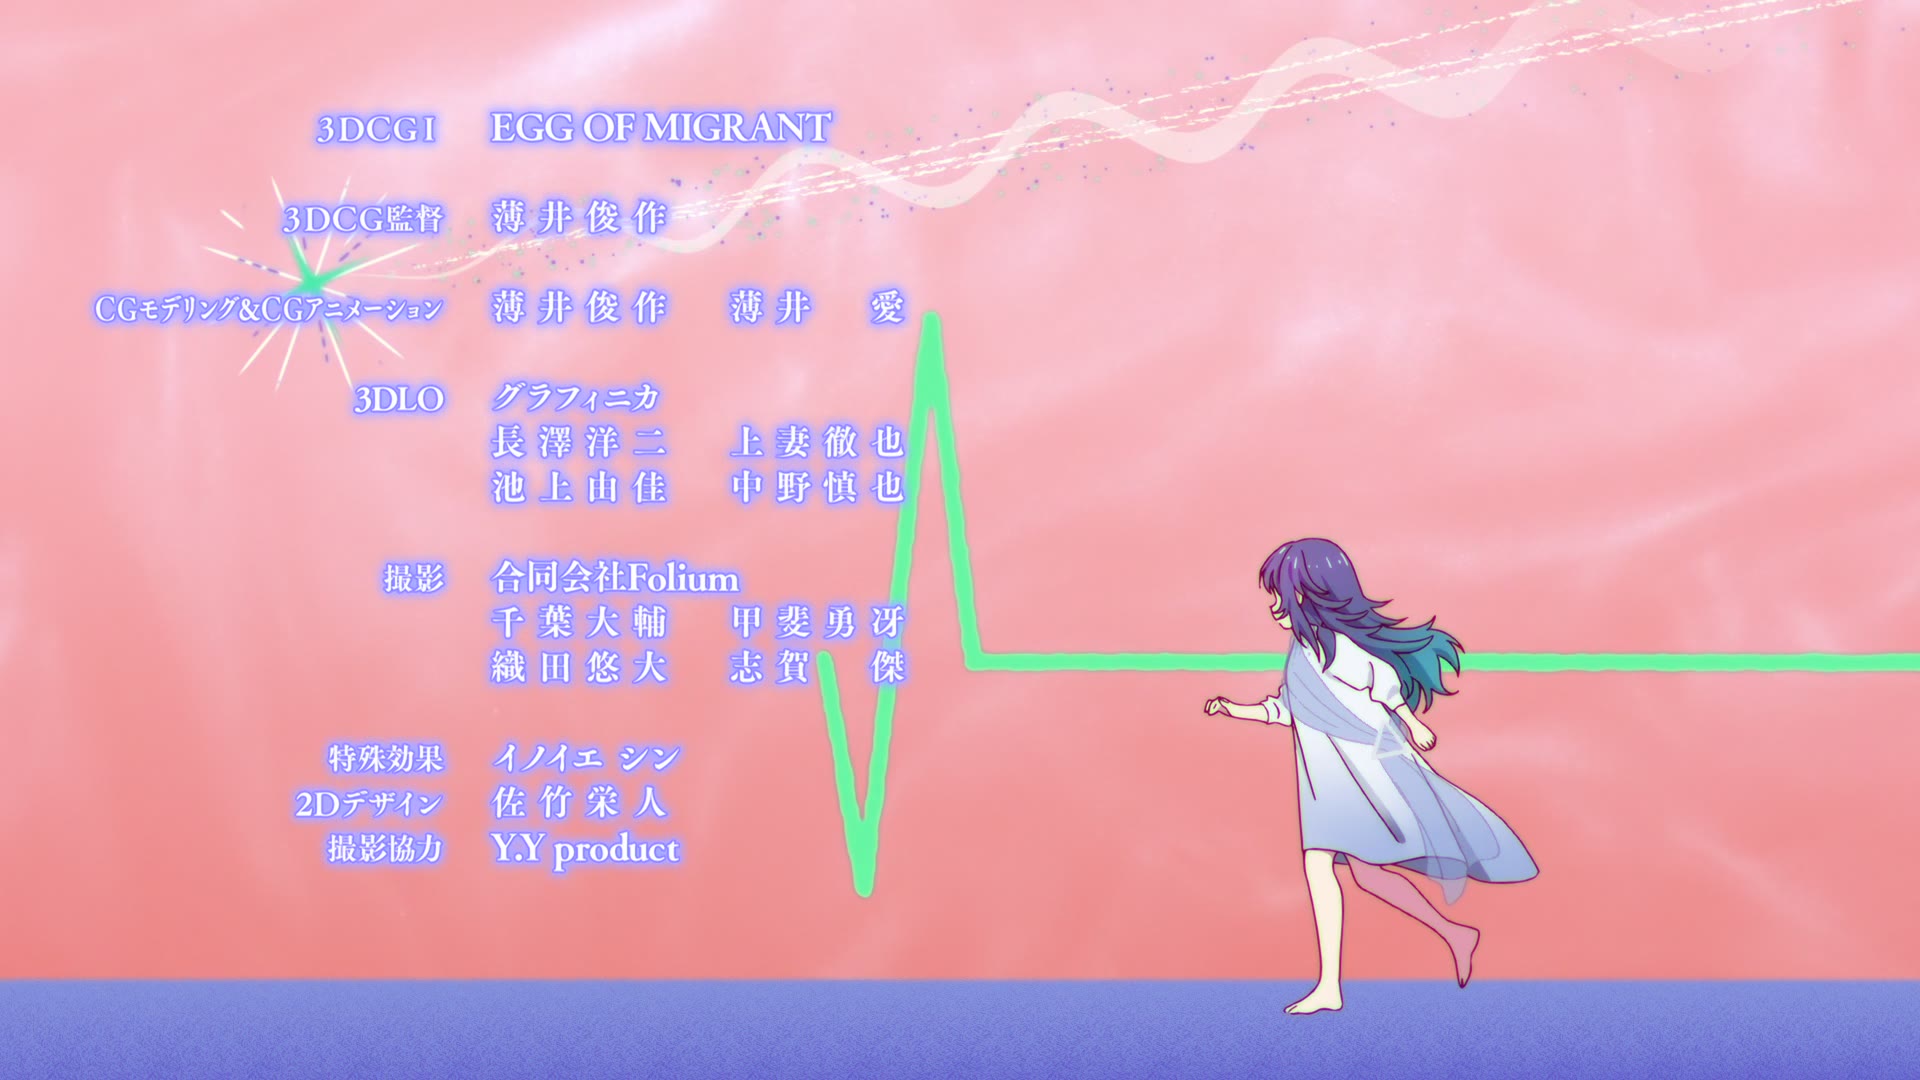 3DCGI EGG OF MIGRANT
3DCG監督 薄井俊作
CGモデリング&CGアニメーション 薄井俊作 薄井 愛
3DLO グラフィニカ
長澤洋二 上妻徹也
池上由佳 中野慎也
撮影 合同会社Folium
千葉大輔 甲斐勇冴
織田悠大 志賀 傑
特殊効果 イノイエ シン
2Dデザイン 佐竹栄人
撮影協力 Y.Y product